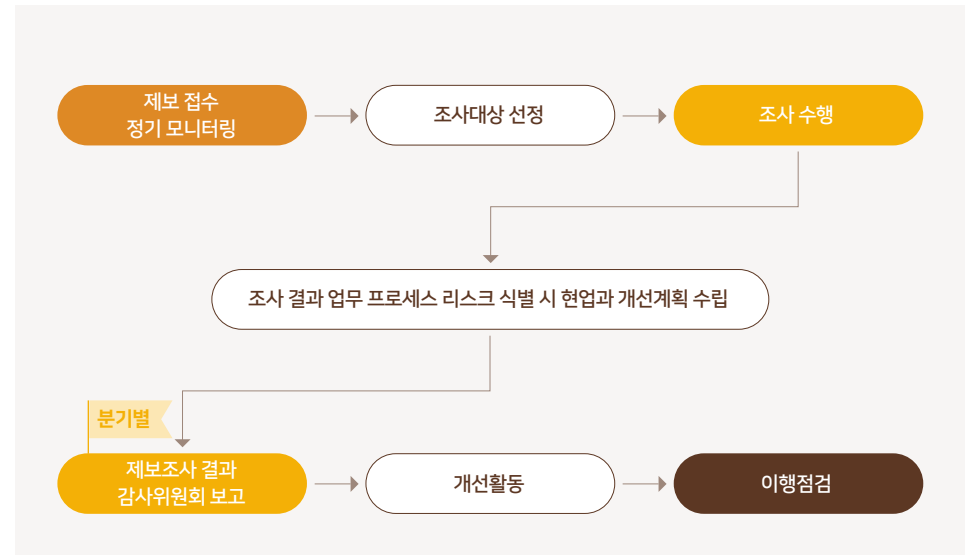 제보 접수
정기 모니터링
조사대상 선정
조사 수행
조사 결과 업무 프로세스 리스크 식별 시 현업과 개선계획 수립
분기별
제보조사 결과
감사위원회 보고
개선활동
이행점검